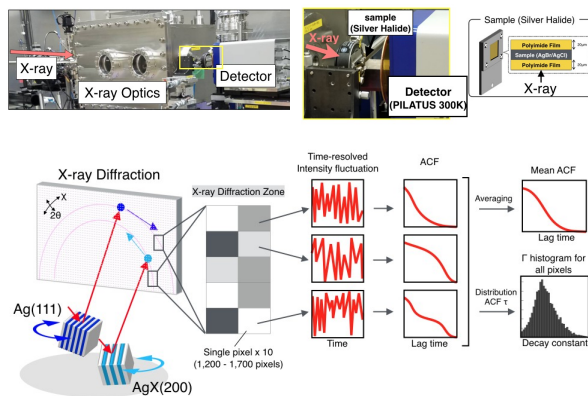 X-ray
X-ray Optics
Detector
sample
(Silver Halide)
X-ray
Detector
(PILATUS 300K)
Sample (Silver Halide)
Polyimide Film
Sample (AgBr/AgCl)
Polyimide Film
X-ray
X-ray Diffraction
χ
2θ
Ag(111)
AgX(200)
X-ray Diffraction Zone
Single pixel x 10
(1,200 - 1,700 pixels)
Time-resolved
Intensity fluctuation
Time
ACF
Lag time
Averaging
Distribution
ACF τ
Mean ACF
Lag time
Γ histogram for
all pixels
Decay constant